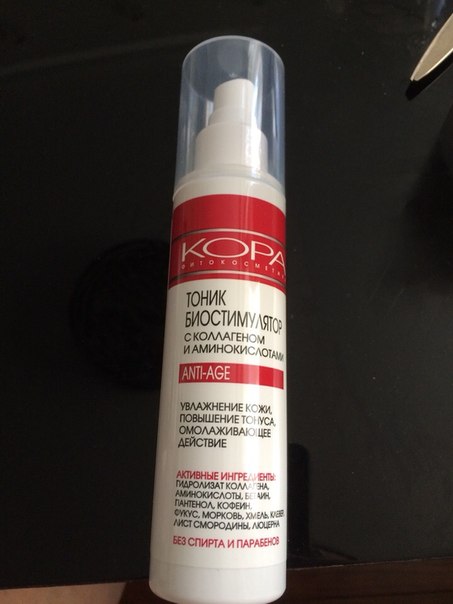 КОРА
ФИТОКОСМЕТИКА
ТОНИК
БИОСТИМУЛЯТОР
С КОЛЛАГЕНОМ
И АМИНОКИСЛОТАМИ
ANTI-AGE
УВЛАЖНЕНИЕ КОЖИ,
ПОВЫШЕНИЕ ТОНУСА,
ОМОЛАЖИВАЮЩЕЕ
ДЕЙСТВИЕ
АКТИВНЫЕ ИНГРЕДИЕНТЫ:
ГИДРОЛИЗАТ КОЛЛАГЕНА,
АМИНОКИСЛОТЫ, БЕТАИН,
ПАНТЕНОЛ, КОФЕИН,
ФУКУС, МОРКОВЬ, ХМЕЛЬ, КЛЕВЕР,
ЛИСТ СМОРОДИНЫ, ЛЮЦЕРНА
БЕЗ СПИРТА И ПАРАБЕНОВ